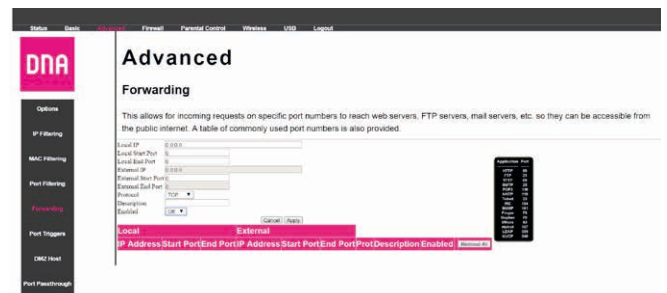 Status Basic Advanced Firewall Parental Control Wireless USB Logout
DNA
Advanced
Options
IP Filtering
MAC Filtering
Port Filtering
Forwarding
Port Triggers
DMZ Host
Port Passthrough
Forwarding
This allows for incoming requests on specific port numbers to reach web servers, FTP servers, mail servers, etc. so they can be accessible from
the public internet. A table of commonly used port numbers is also provided.
Local IP 0.0.0.0
Local Start Port 0
Local End Port 0
External IP 0.0.0.0
External Start Port 0
External End Port 0
Protocol TCP
Description
Enabled Off
Cancel Apply
Application Port
HTTP 80
FTP 21
Local External
IP Address Start Port End Port IP Address Start Port End Port Prot Description Enabled Remove All